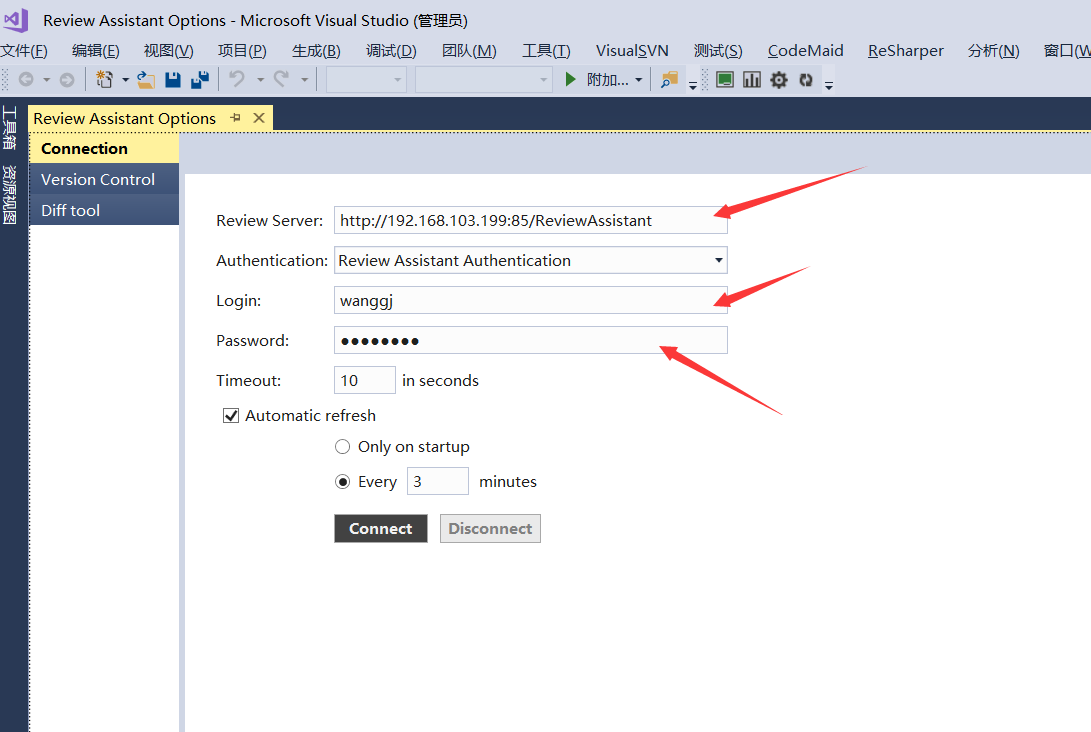 Review Assistant Options - Microsoft Visual Studio (管理员)
文件(F) 编辑(E) 视图(V) 项目(P) 生成(B) 调试(D) 团队(M) 工具(T) VisualSVN 测试(S) CodeMaid ReSharper 分析(N) 窗口(W
附加...
工具箱
资源视图
Review Assistant Options
Connection
Version Control
Diff tool
Review Server: http://192.168.103.199:85/ReviewAssistant
Authentication: Review Assistant Authentication
Login: wanggj
Password: ●●●●●●●●
Timeout: 10 in seconds
Automatic refresh
Only on startup
Every 3 minutes
Connect Disconnect